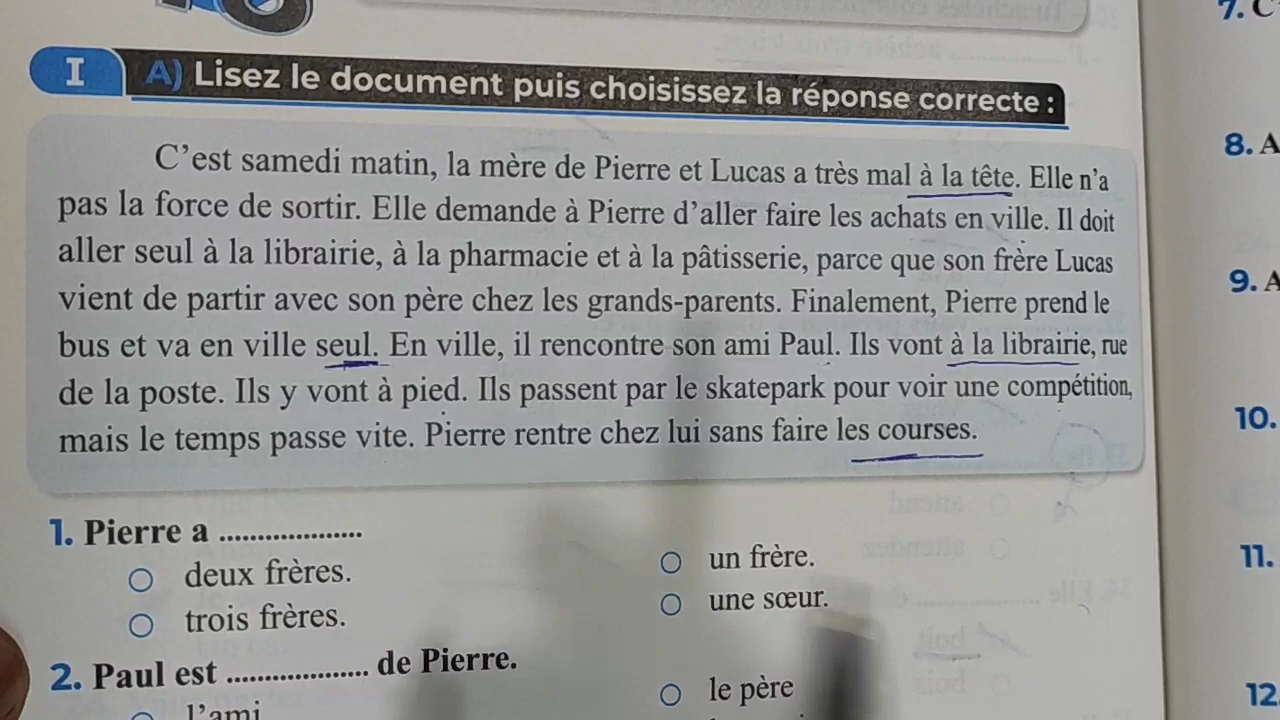 I A) Lisez le document puis choisissez la réponse correcte :
C'est samedi matin, la mère de Pierre et Lucas a très mal à la tête. Elle n'a
pas la force de sortir. Elle demande à Pierre d'aller faire les achats en ville. Il doit
aller seul à la librairie, à la pharmacie et à la pâtisserie, parce que son frère Lucas
vient de partir avec son père chez les grands-parents. Finalement, Pierre prend le
bus et va en ville seul. En ville, il rencontre son ami Paul. Ils vont à la librairie, rue
de la poste. Ils y vont à pied. Ils passent par le skatepark pour voir une compétition,
mais le temps passe vite. Pierre rentre chez lui sans faire les courses.
1. Pierre a ...................
deux frères.
un frère.
trois frères.
une sœur.
2. Paul est ................... de Pierre.
l'ami
le père
7. C
8. A
9. A
10.
11.
12